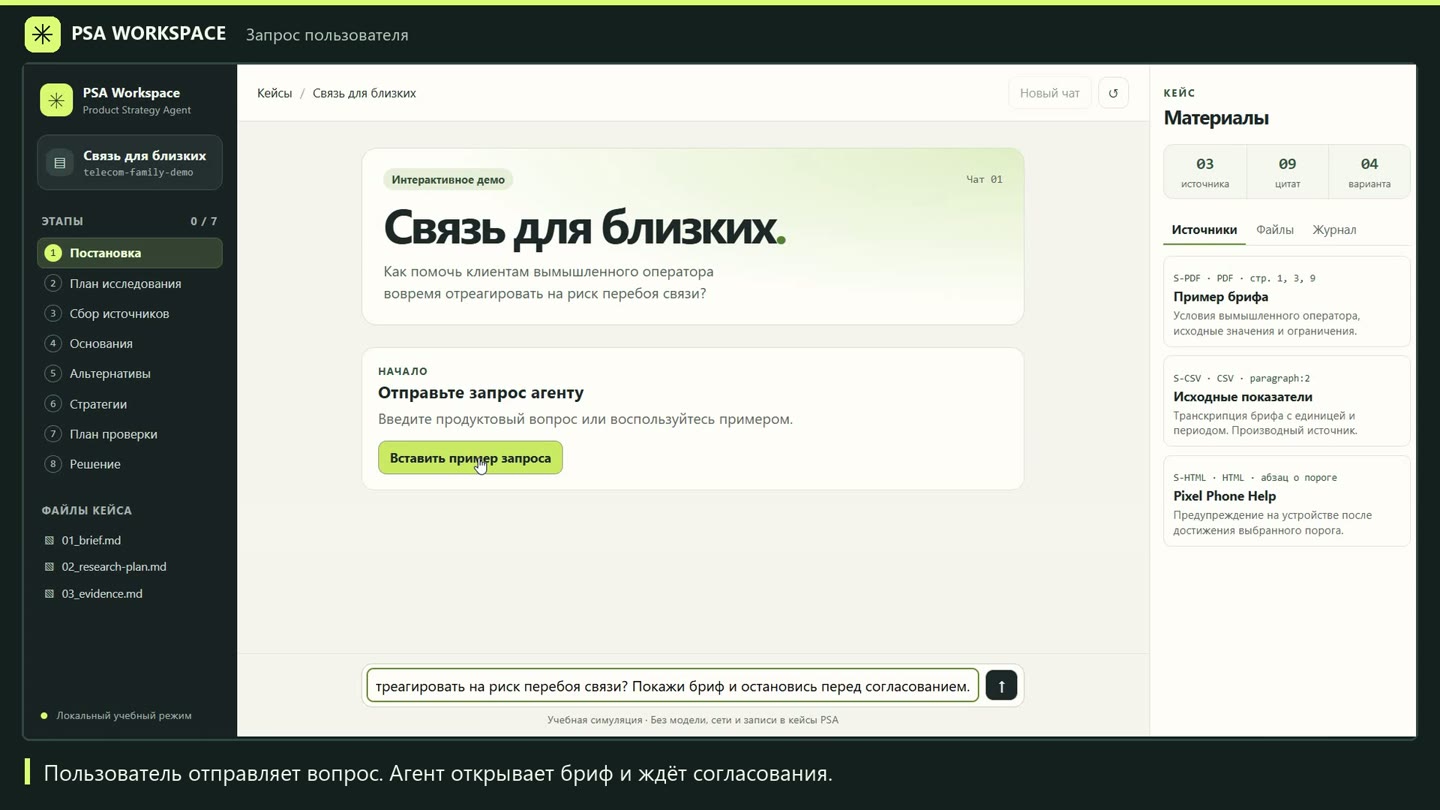 PSA WORKSPACE Запрос пользователя
PSA Workspace
Product Strategy Agent
Связь для близких
telecom-family-demo
ЭТАПЫ 0 / 7
1 Постановка
2 План исследования
3 Сбор источников
4 Основания
5 Альтернативы
6 Стратегии
7 План проверки
8 Решение
ФАЙЛЫ КЕЙСА
01_brief.md
02_research-plan.md
03_evidence.md
Локальный учебный режим
Кейсы / Связь для близких
Новый чат
Интерактивное демо
Чат 01
Связь для близких.
Как помочь клиентам вымышленного оператора
вовремя отреагировать на риск перебоя связи?
НАЧАЛО
Отправьте запрос агенту
Введите продуктовый вопрос или воспользуйтесь примером.
Вставить пример запроса
треагировать на риск перебоя связи? Покажи бриф и остановись перед согласованием.
Учебная симуляция · Без модели, сети и записи в кейсы PSA
КЕЙС
Материалы
03 09 04
источника цитат варианта
Источники Файлы Журнал
S-PDF · PDF · стр. 1, 3, 9
Пример брифа
Условия вымышленного оператора,
исходные значения и ограничения.
S-CSV · CSV · paragraph:2
Исходные показатели
Транскрипция брифа с единицей и
периодом. Производный источник.
S-HTML · HTML · абзац о пороге
Pixel Phone Help
Предупреждение на устройстве после
достижения выбранного порога.
Пользователь отправляет вопрос. Агент открывает бриф и ждёт согласования.